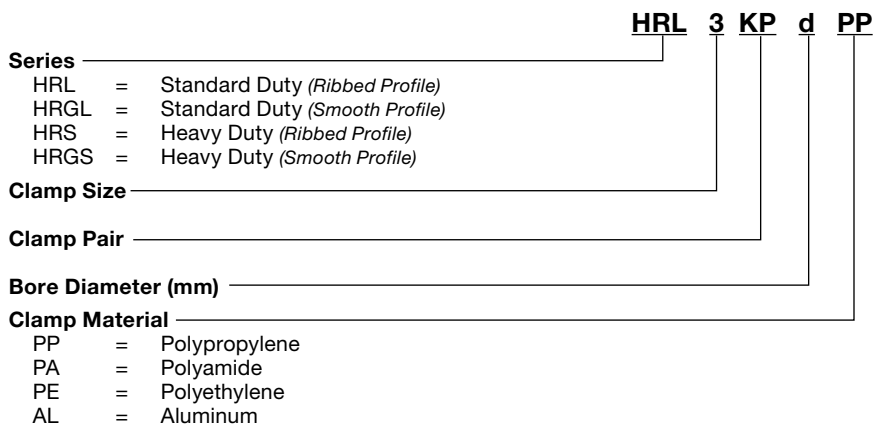 HRL 3 KP d PP
Series
HRL = Standard Duty (Ribbed Profile)
HRGL = Standard Duty (Smooth Profile)
HRS = Heavy Duty (Ribbed Profile)
HRGS = Heavy Duty (Smooth Profile)
Clamp Size
Clamp Pair
Bore Diameter (mm)
Clamp Material
PP = Polypropylene
PA = Polyamide
PE = Polyethylene
AL = Aluminum